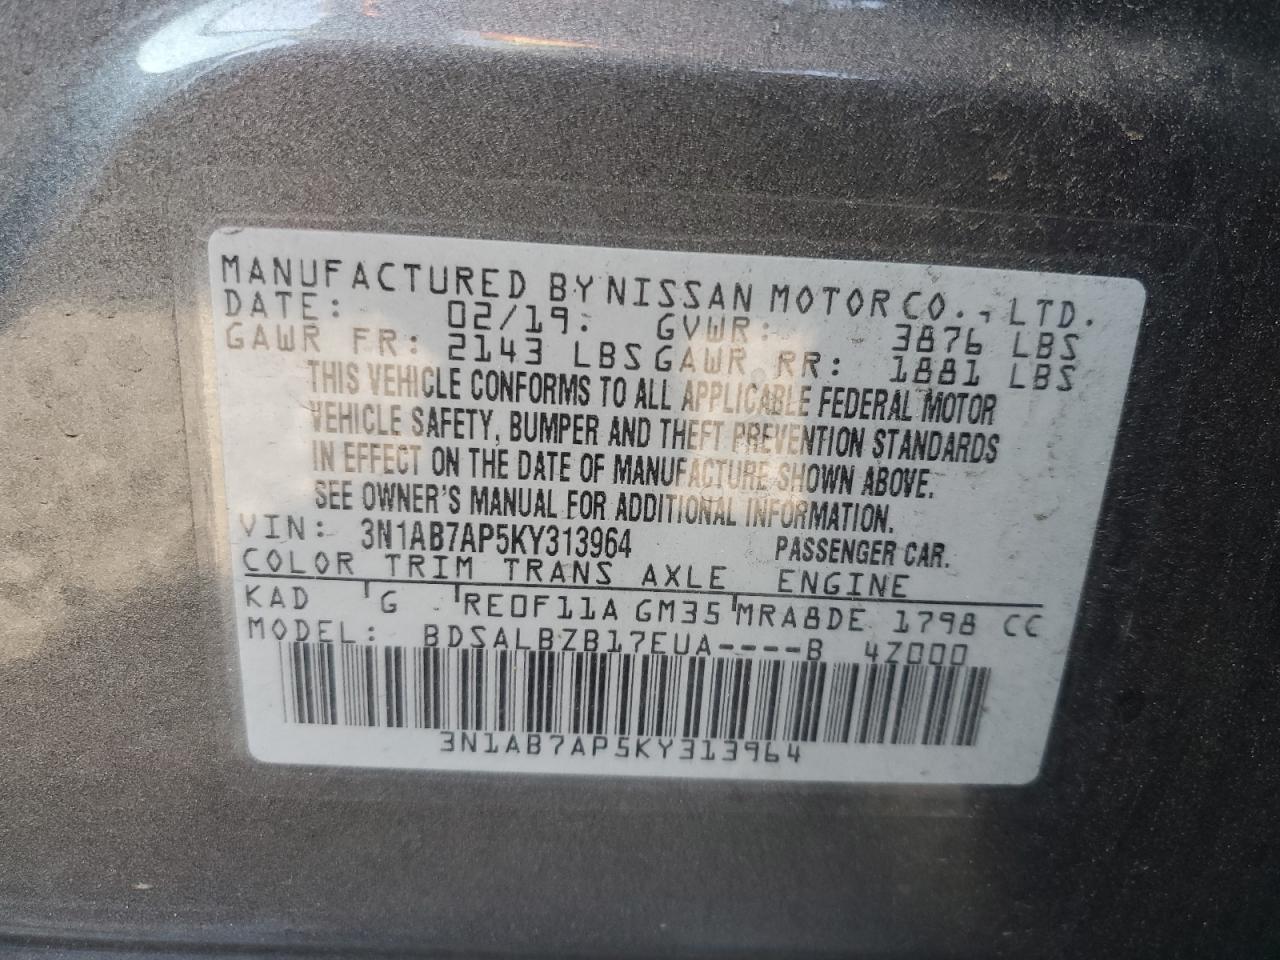 MANUFACTURED BY NISSAN MOTOR CO., LTD.
DATE: 02/19: GVWR: 3876 LBS
GAWR FR: 2143 LBS GAWR RR: 1881 LBS
THIS VEHICLE CONFORMS TO ALL APPLICABLE FEDERAL MOTOR
VEHICLE SAFETY, BUMPER AND THEFT PREVENTION STANDARDS
IN EFFECT ON THE DATE OF MANUFACTURE SHOWN ABOVE.
SEE OWNER'S MANUAL FOR ADDITIONAL INFORMATION.
VIN: 3N1AB7AP5KY313964 PASSENGER CAR.
COLOR TRIM TRANS AXLE ENGINE
KAD G RE0F11A GM35 MRA8DE 1798 CC
MODEL: BDSALBZB17EUA----B 4Z000
3N1AB7AP5KY313964